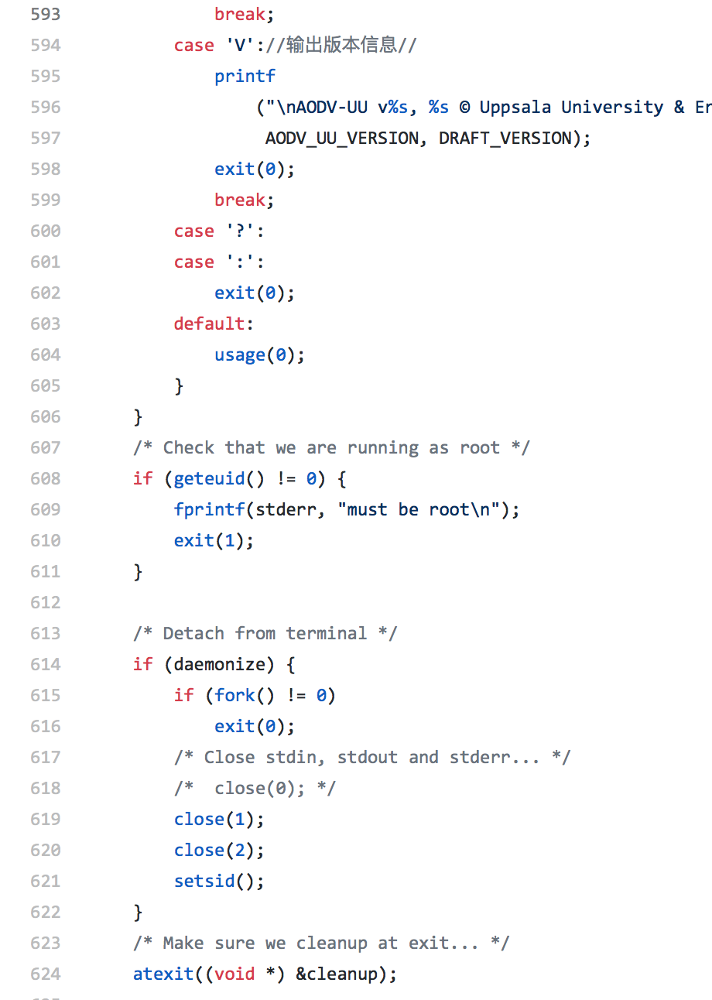 593 break;
594 case 'V'://输出版本信息//
595 printf
596 ("\nAODV-UU v%s, %s © Uppsala University & Er
597 AODV_UU_VERSION, DRAFT_VERSION);
598 exit(0);
599 break;
600 case '?':
601 case ':':
602 exit(0);
603 default:
604 usage(0);
605 }
606 }
607 /* Check that we are running as root */
608 if (geteuid() != 0) {
609 fprintf(stderr, "must be root\n");
610 exit(1);
611 }
612
613 /* Detach from terminal */
614 if (daemonize) {
615 if (fork() != 0)
616 exit(0);
617 /* Close stdin, stdout and stderr... */
618 /*  close(0); */
619 close(1);
620 close(2);
621 setsid();
622 }
623 /* Make sure we cleanup at exit... */
624 atexit((void *) &cleanup);